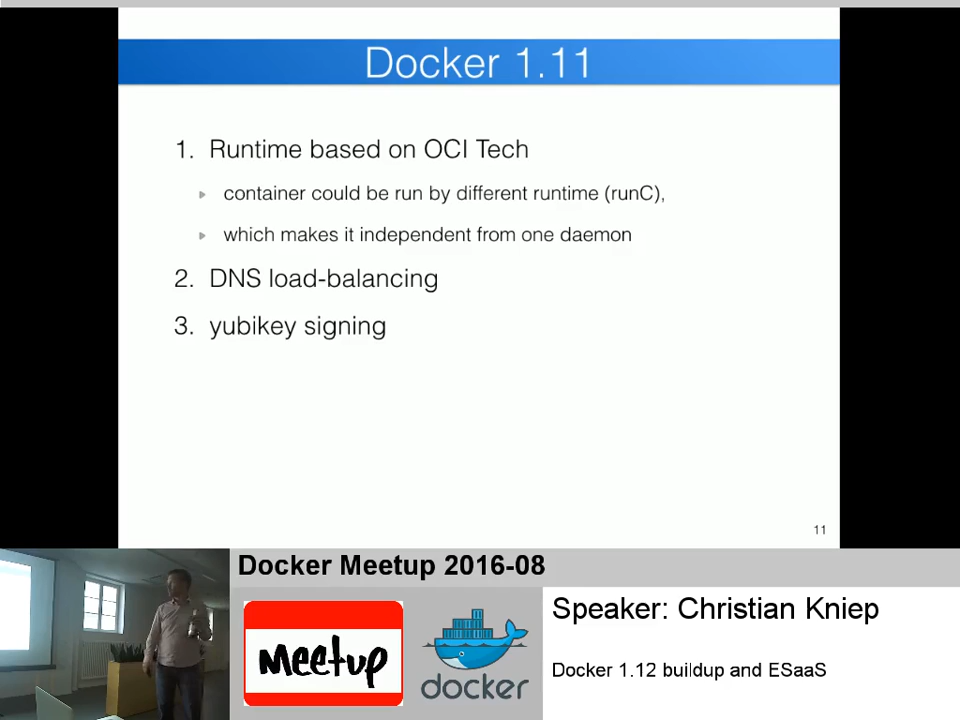 Docker 1.11
1. Runtime based on OCI Tech
container could be run by different runtime (runC),
which makes it independent from one daemon
2. DNS load-balancing
3. yubikey signing
11
Docker Meetup 2016-08
Meetup
docker
Speaker: Christian Kniep
Docker 1.12 buildup and ESaaS